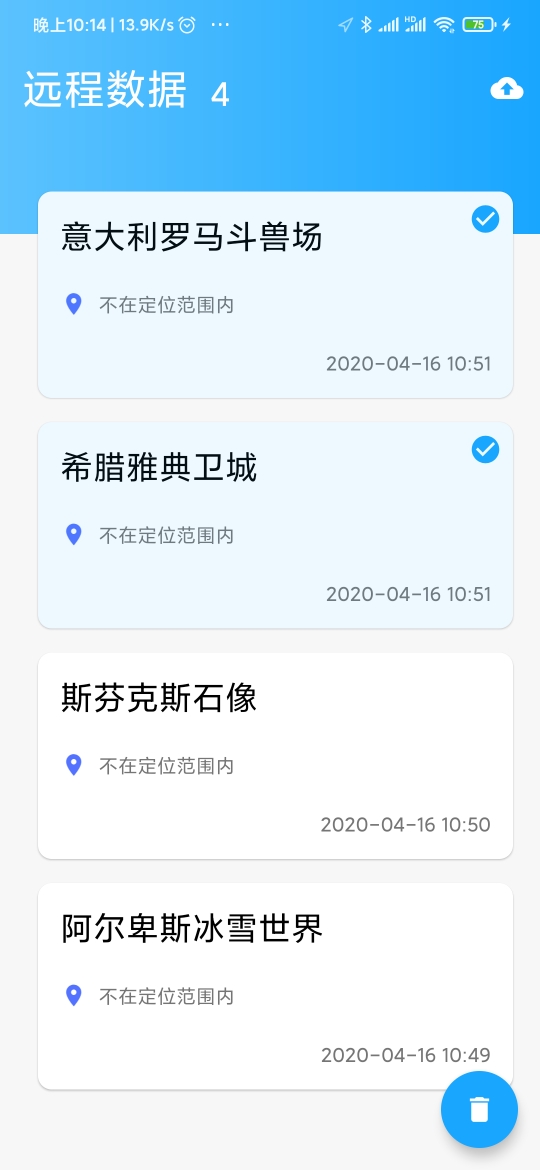 晚上10:14 | 13.9K/s ···
HD
75
远程数据 4
意大利罗马斗兽场
不在定位范围内
2020-04-16 10:51
希腊雅典卫城
不在定位范围内
2020-04-16 10:51
斯芬克斯石像
不在定位范围内
2020-04-16 10:50
阿尔卑斯冰雪世界
不在定位范围内
2020-04-16 10:49